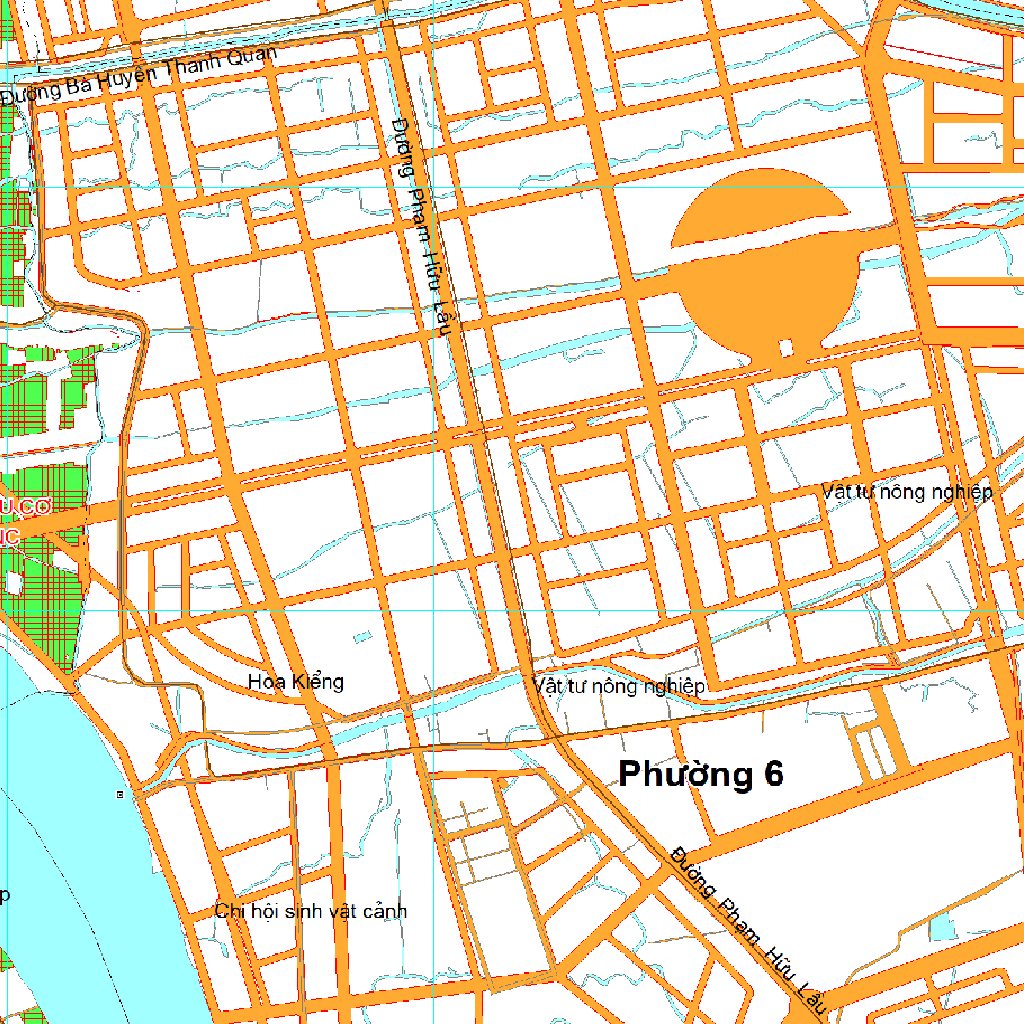 Đường Bà Huyện Thanh Quan
Đường Phạm Hữu Lầu
Vật tư nông nghiệp
U CƠ
Hoa Kiểng
Vật tư nông nghiệp
Phường 6
Đường Phạm Hữu Lầu
Chi hội sinh vật cảnh